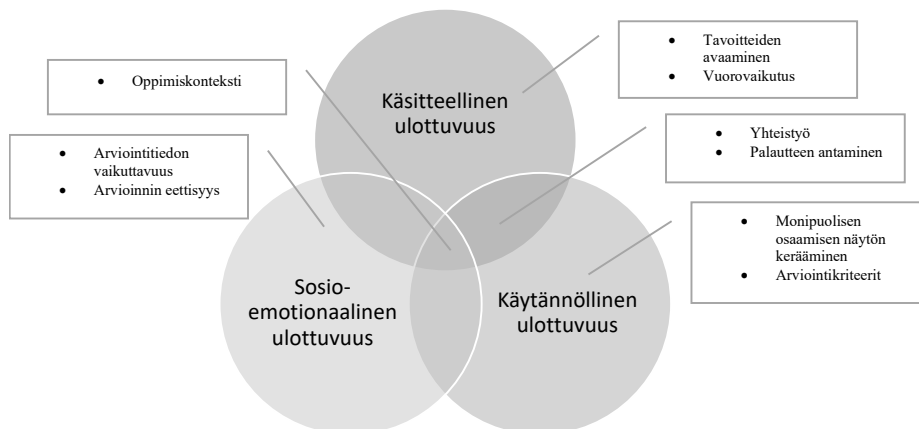 • Tavoitteiden
avaaminen
• Vuorovaikutus
• Oppimiskonteksti
Käsitteellinen
ulottuvuus
• Yhteistyö
• Palautteen antaminen
• Arviointitiedon
vaikuttavuus
• Arvioinnin eettisyys
• Monipuolisen
osaamisen näytön
kerääminen
• Arviointikriteerit
Sosio-
emotionaalinen
ulottuvuus
Käytännöllinen
ulottuvuus